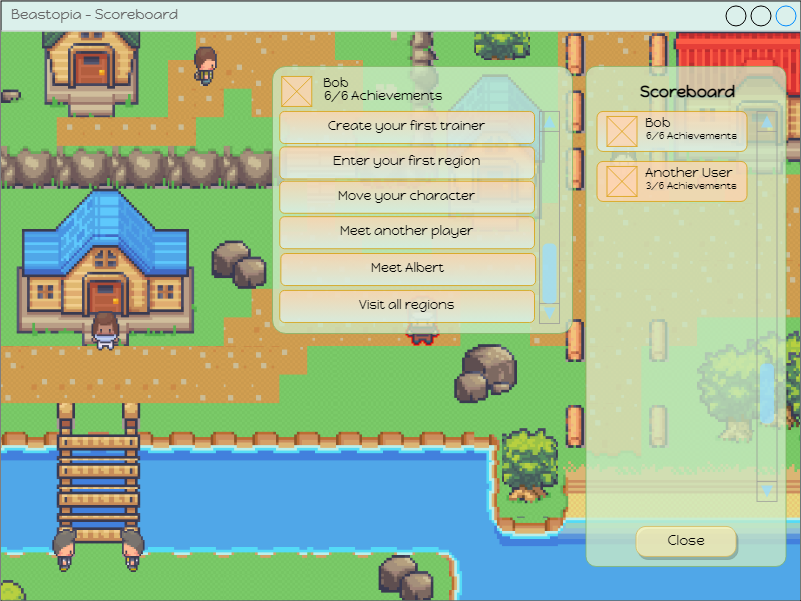 Beastopia - Scoreboard
Bob
6/6 Achievements
Create your first trainer
Enter your first region
Move your character
Meet another player
Meet Albert
Visit all regions
Scoreboard
Bob
6/6 Achievements
Another User
3/6 Achievements
Close